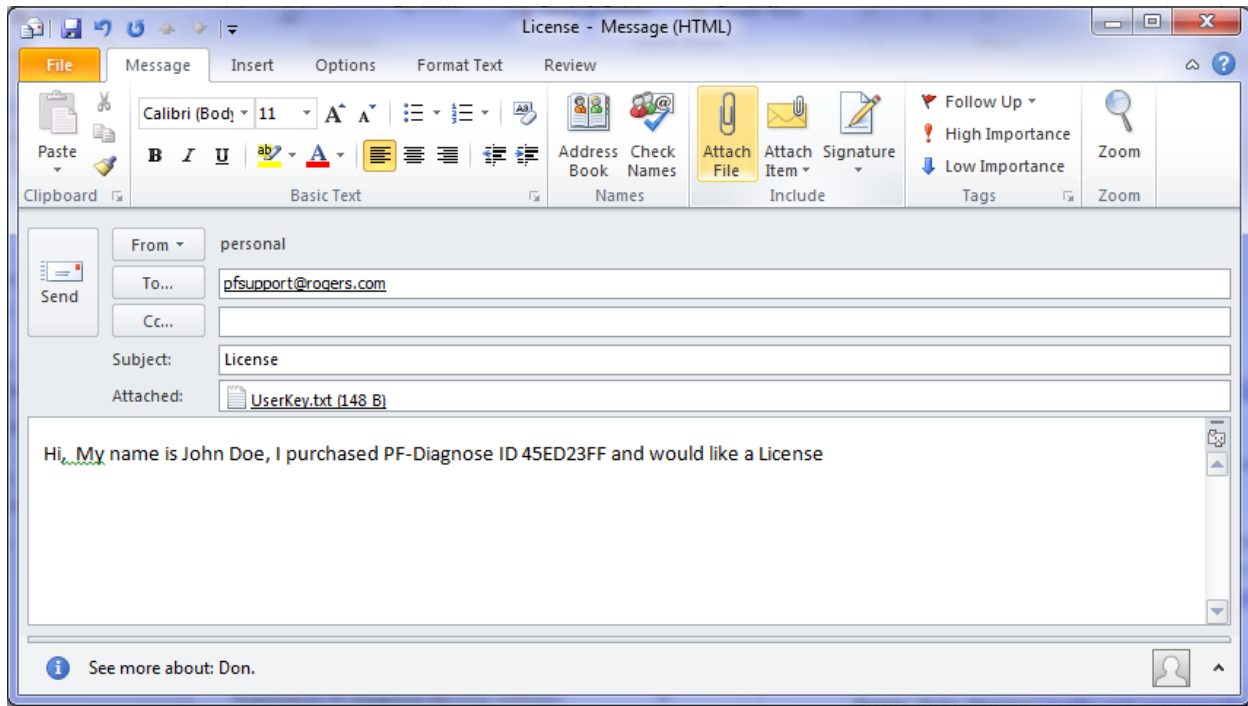 License - Message (HTML)
File Message Insert Options Format Text Review
Paste
Clipboard
Calibri (Body 11
Basic Text
Address Book
Check Names
Names
Attach File
Attach Item
Signature
Include
Follow Up
High Importance
Low Importance
Tags
Zoom
Zoom
Send
From personal
To... pfsupport@rogers.com
Cc...
Subject: License
Attached: UserKey.txt (148 B)
Hi, My name is John Doe, I purchased PF-Diagnose ID 45ED23FF and would like a License
See more about: Don.